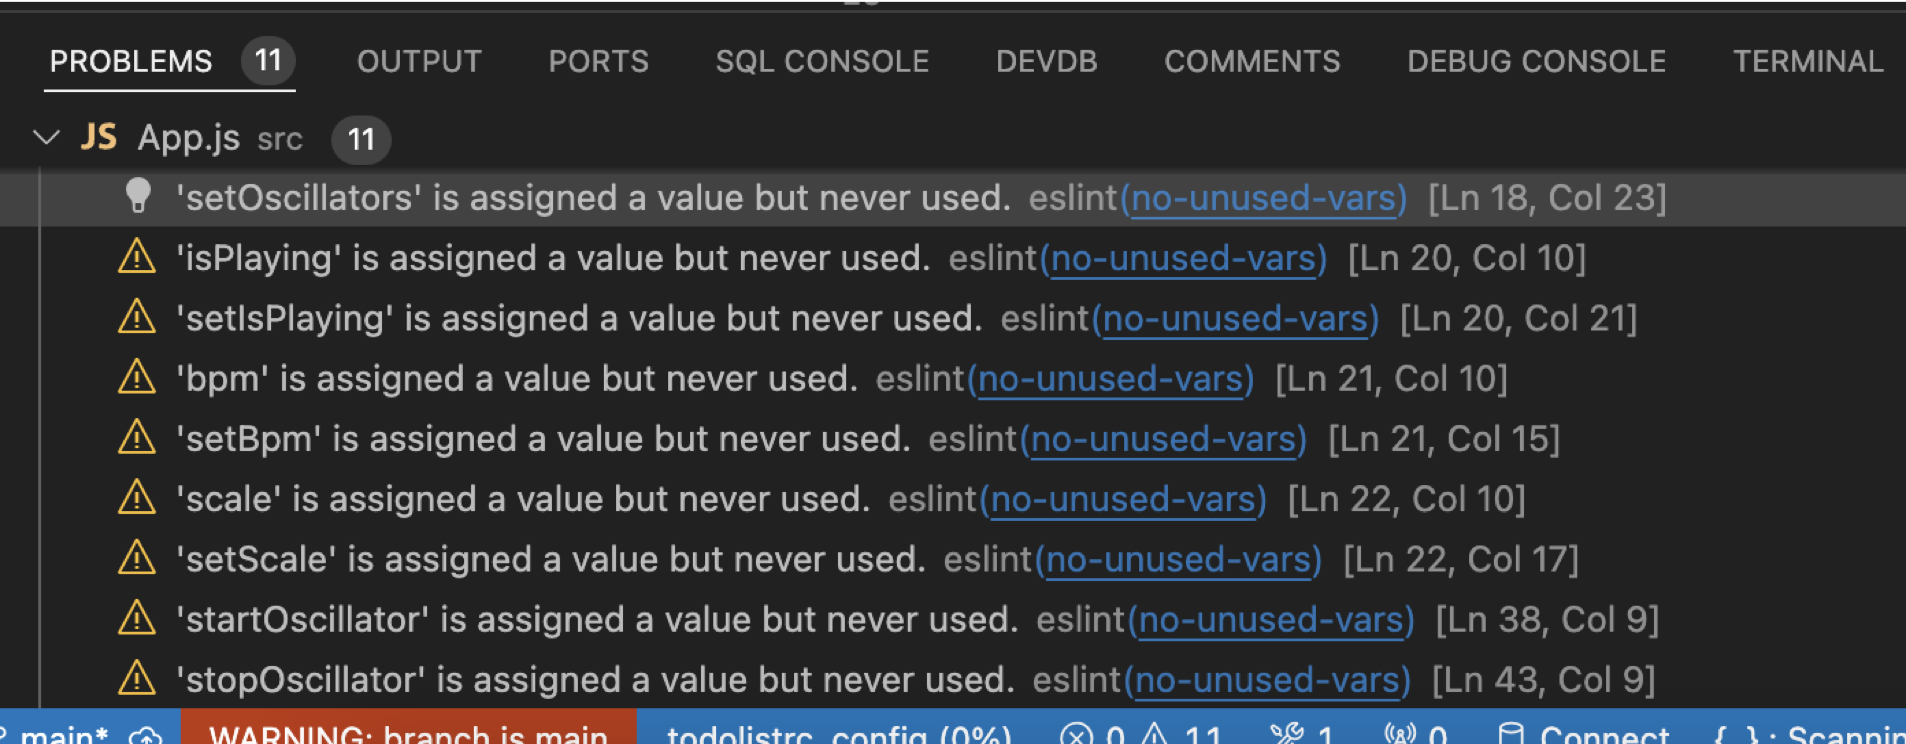 PROBLEMS 11 OUTPUT PORTS SQL CONSOLE DEVDB COMMENTS DEBUG CONSOLE TERMINAL
JS App.js src 11
'setOscillators' is assigned a value but never used. eslint(no-unused-vars) [Ln 18, Col 23]
'isPlaying' is assigned a value but never used. eslint(no-unused-vars) [Ln 20, Col 10]
'setIsPlaying' is assigned a value but never used. eslint(no-unused-vars) [Ln 20, Col 21]
'bpm' is assigned a value but never used. eslint(no-unused-vars) [Ln 21, Col 10]
'setBpm' is assigned a value but never used. eslint(no-unused-vars) [Ln 21, Col 15]
'scale' is assigned a value but never used. eslint(no-unused-vars) [Ln 22, Col 10]
'setScale' is assigned a value but never used. eslint(no-unused-vars) [Ln 22, Col 17]
'startOscillator' is assigned a value but never used. eslint(no-unused-vars) [Ln 38, Col 9]
'stopOscillator' is assigned a value but never used. eslint(no-unused-vars) [Ln 43, Col 9]
main* WARNING: branch is main todolistrc config (0%) 0 11 1 0 Connect { } : Scannin